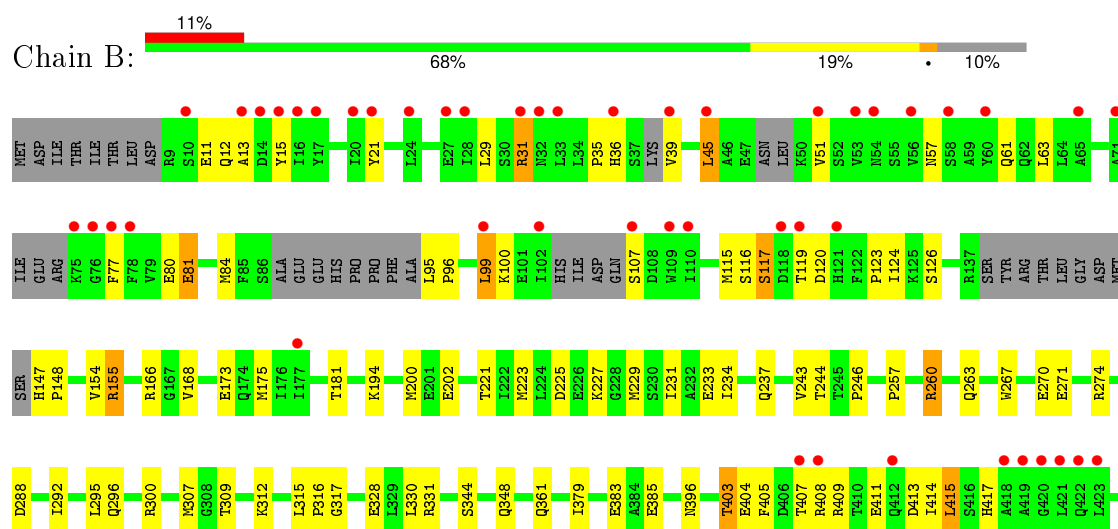 11%
Chain B:
68% 19% • 10%
MET ASP ILE THR ILE THR LEU ASP R9 S10 E11 Q12 A13 D14 Y15 I16 Y17 I20 Y21 L24 E27 I28 L29 S30 R31 N32 L33 L34 P35 H36 S37 LYS V39 L45 A46 E47 ASN LEU K50 V51 S52 V53 N54 S55 V56 N57 S58 A59 Y60 Q61 Q62 L63 L64 A65 A71
ILE GLU ARG K75 G76 F77 F78 V79 E80 E81 M84 F85 S86 ALA GLU GLU HIS PRO PRO PHE ALA L95 P96 L99 K100 E101 I102 HIS ILE ASP GLN S107 D108 W109 I110 M115 S116 S117 D118 T119 D120 H121 F122 P123 I124 K125 S126 R137 SER TYR ARG THR LEU GLY ASP MET
SER H147 P148 V154 R155 R166 G167 V168 E173 Q174 M175 I176 I177 T181 K194 M200 E201 E202 T221 I222 M223 L224 D225 E226 K227 G228 M229 S230 I231 A232 E233 I234 Q237 V243 T244 T245 P246 P257 R260 Q263 W267 E270 E271 R274
D288 I292 L295 Q296 R300 M307 G308 T309 K312 L315 P316 G317 E328 L329 L330 R331 S344 Q348 Q361 I379 E383 A384 E385 N396 T403 E404 F405 D406 T407 R408 R409 T410 E411 Q412 D413 I414 L415 S416 H417 A418 A419 G420 L421 Q422 L423